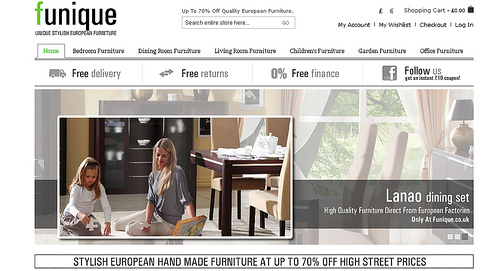 funique
UNIQUE STYLISH EUROPEAN FURNITURE
Up To 70% Off Quality European Furniture.
Search entire store here...
GO
£ €
Shopping Cart - £0.00
My Account | My Wishlist | Checkout | Log In
Home
Bedroom Furniture
Dining Room Furniture
Living Room Furniture
Children's Furniture
Garden Furniture
Office Furniture
Free delivery
Free returns
0% Free finance
f Follow us
get an instant £10 coupon!
Lanao dining set
High Quality Furniture Direct From European Factories.
Only At Funique.co.uk
STYLISH EUROPEAN HAND MADE FURNITURE AT UP TO 70% OFF HIGH STREET PRICES